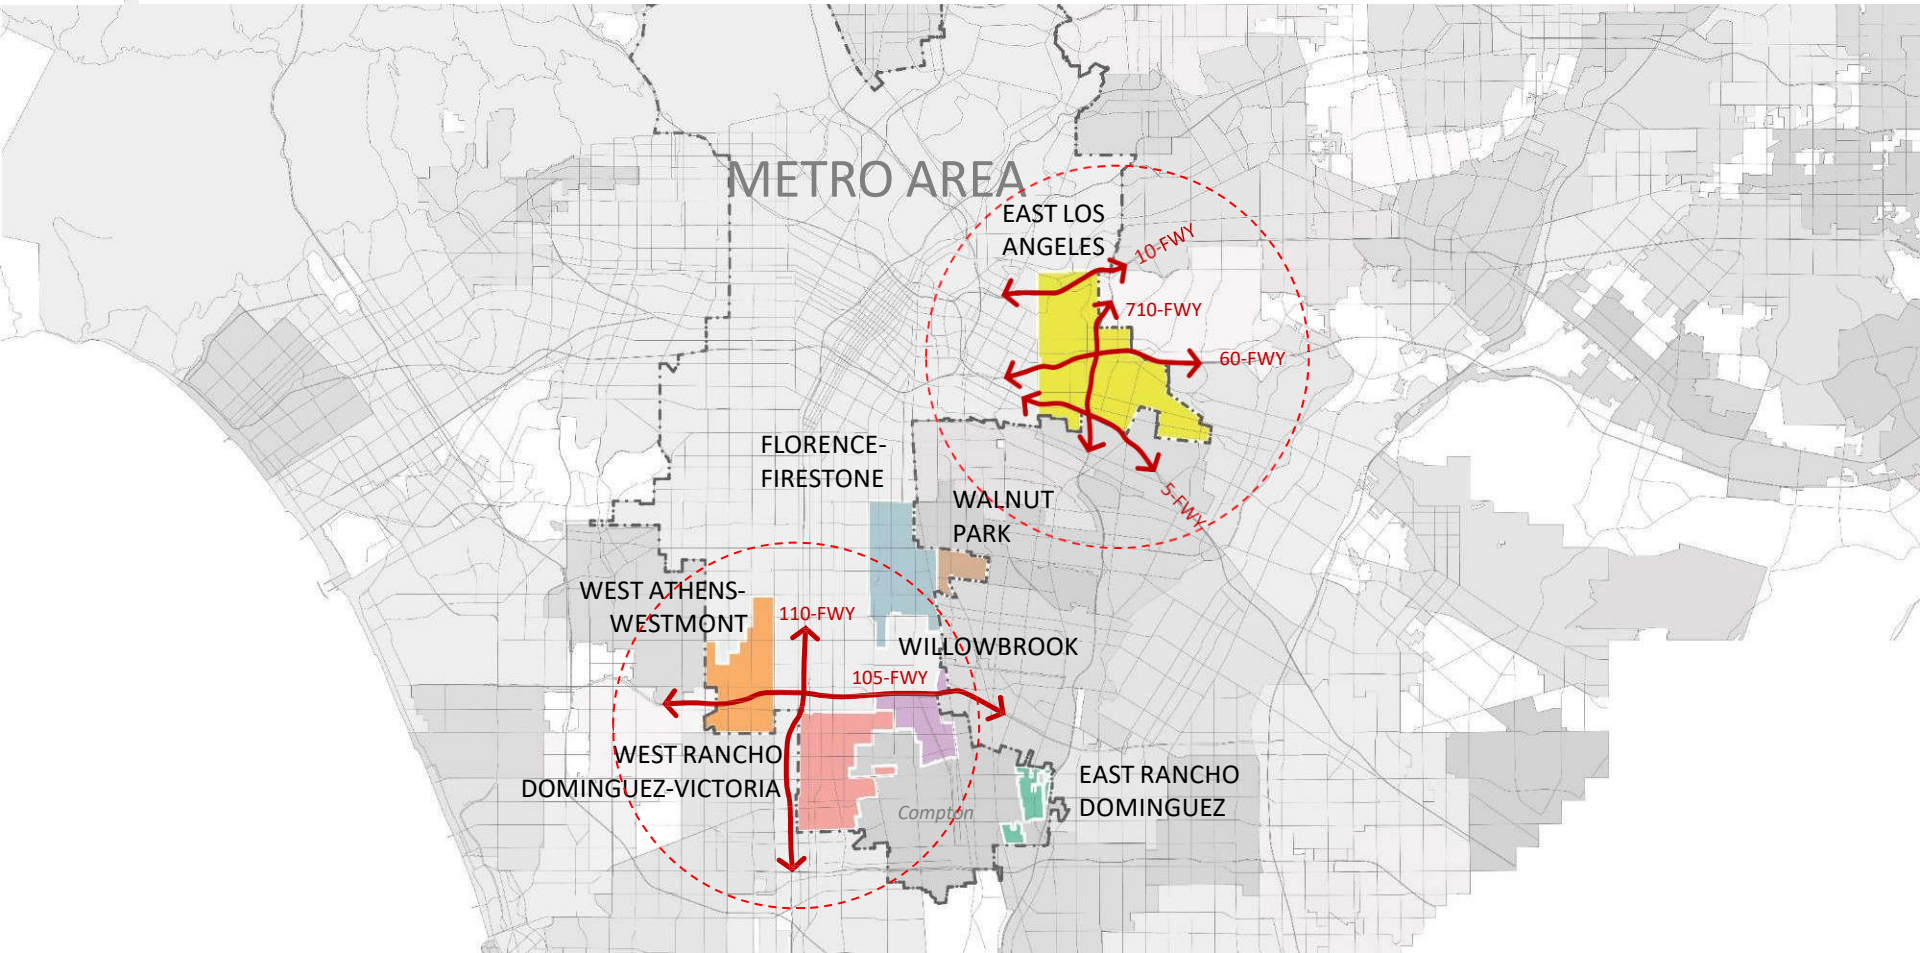 METRO AREA
EAST LOS
ANGELES
10-FWY
710-FWY
60-FWY
FLORENCE-
FIRESTONE
WALNUT
PARK
5-FWY
WEST ATHENS-
WESTMONT
110-FWY
WILLOWBROOK
105-FWY
WEST RANCHO
DOMINGUEZ-VICTORIA
EAST RANCHO
DOMINGUEZ
Compton